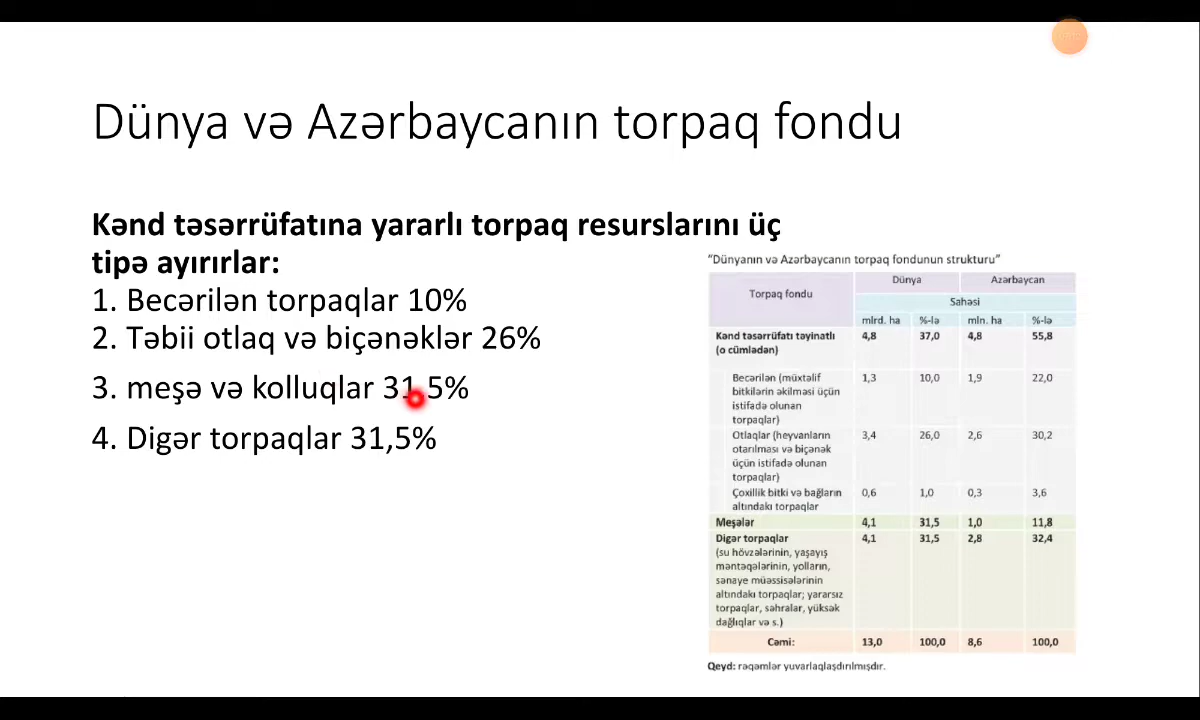 Dünya və Azərbaycanın torpaq fondu
Kənd təsərrüfatına yararlı torpaq resurslarını üç
tipə ayırırlar:
1. Becərilən torpaqlar 10%
2. Təbii otlaq və biçənəklər 26%
3. meşə və kolluqlar 31,5%
4. Digər torpaqlar 31,5%
“Dünyanın və Azərbaycanın torpaq fondunun strukturu”
Torpaq fondu Dünya Azərbaycan
Sahəsi
mlrd. ha %-lə mln. ha %-lə
Kənd təsərrüfatı təyinatlı 4,8 37,0 4,8 55,8
(o cümlədən)
Becərilən (müxtəlif 1,3 10,0 1,9 22,0
bitkilərin əkilməsi üçün
istifadə olunan
torpaqlar)
Otlaqlar (heyvanların 3,4 26,0 2,6 30,2
otarılması və biçənək
üçün istifadə olunan
torpaqlar)
Çoxillik bitki və bağların 0,6 1,0 0,3 3,6
altındakı torpaqlar
Meşələr 4,1 31,5 1,0 11,8
Digər torpaqlar 4,1 31,5 2,8 32,4
(su hövzələrinin, yaşayış
məntəqələrinin, yolların,
sənaye müəssisələrinin
altındakı torpaqlar; yararsız
torpaqlar, səhralar, yüksək
dağlıqlar və s.)
Cəmi: 13,0 100,0 8,6 100,0
Qeyd: rəqəmlər yuvarlaqlaşdırılmışdır.